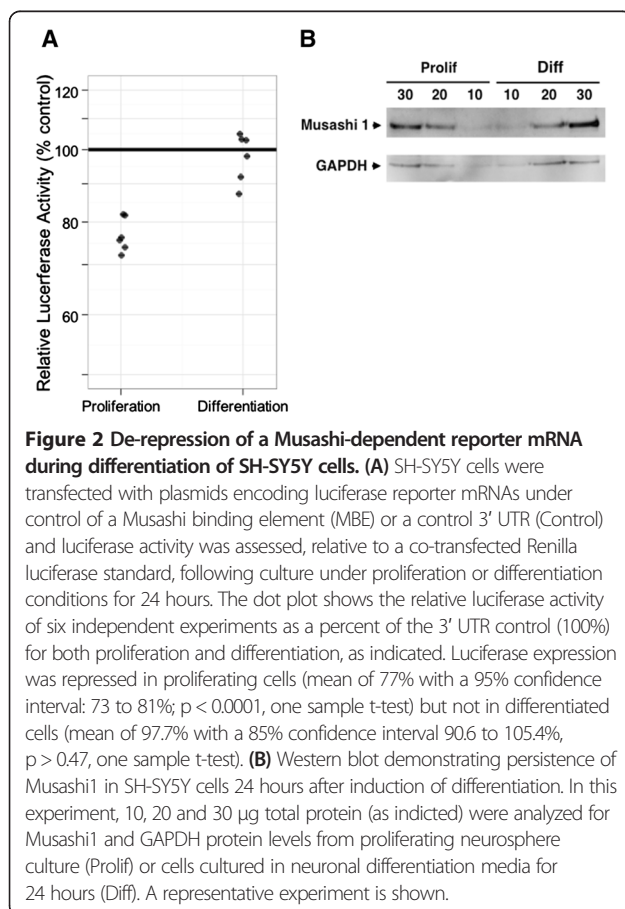 A
B
Relative Lucerferase Activity (% control)
120
100
80
60
Proliferation Differentiation
Prolif Diff
30 20 10 10 20 30
Musashi 1
GAPDH
Figure 2 De-repression of a Musashi-dependent reporter mRNA
during differentiation of SH-SY5Y cells. (A) SH-SY5Y cells were
transfected with plasmids encoding luciferase reporter mRNAs under
control of a Musashi binding element (MBE) or a control 3′ UTR (Control)
and luciferase activity was assessed, relative to a co-transfected Renilla
luciferase standard, following culture under proliferation or differentiation
conditions for 24 hours. The dot plot shows the relative luciferase activity
of six independent experiments as a percent of the 3′ UTR control (100%)
for both proliferation and differentiation, as indicated. Luciferase expression
was repressed in proliferating cells (mean of 77% with a 95% confidence
interval: 73 to 81%; p < 0.0001, one sample t-test) but not in differentiated
cells (mean of 97.7% with a 85% confidence interval 90.6 to 105.4%,
p > 0.47, one sample t-test). (B) Western blot demonstrating persistence of
Musashi1 in SH-SY5Y cells 24 hours after induction of differentiation. In this
experiment, 10, 20 and 30 μg total protein (as indicted) were analyzed for
Musashi1 and GAPDH protein levels from proliferating neurosphere
culture (Prolif) or cells cultured in neuronal differentiation media for
24 hours (Diff). A representative experiment is shown.